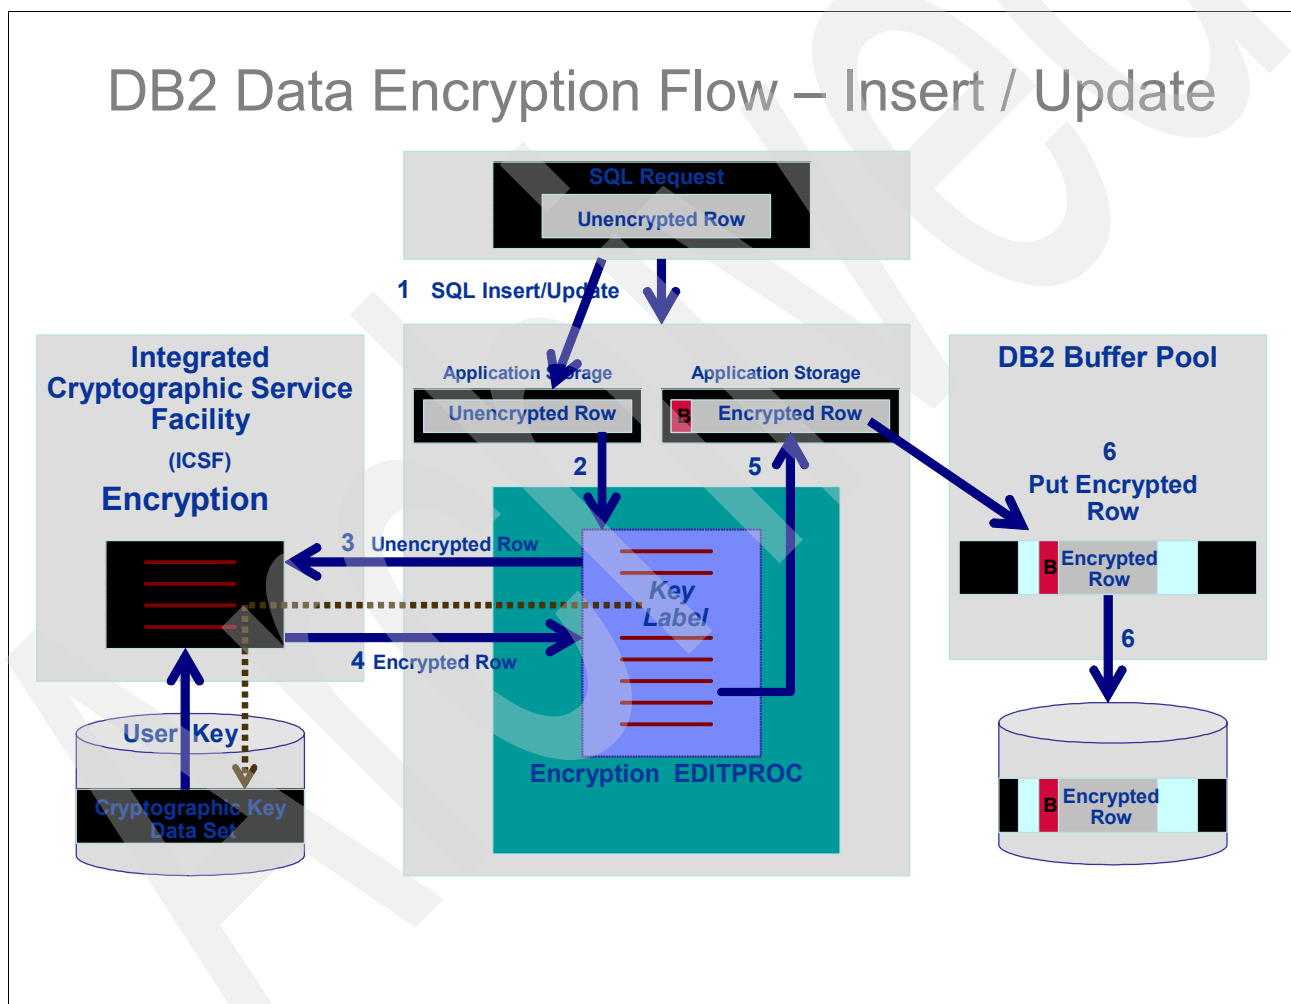 DB2 Data Encryption Flow – Insert / Update
SQL Request
Unencrypted Row
1 SQL Insert/Update
Integrated
Cryptographic Service
Facility
(ICSF)
Encryption
Application Storage
Unencrypted Row
Application Storage
B Encrypted Row
DB2 Buffer Pool
2
5
6
Put Encrypted
Row
3 Unencrypted Row
Key
Label
4 Encrypted Row
B Encrypted
Row
6
User Key
Cryptographic Key
Data Set
Encryption EDITPROC
B Encrypted
Row
Archived